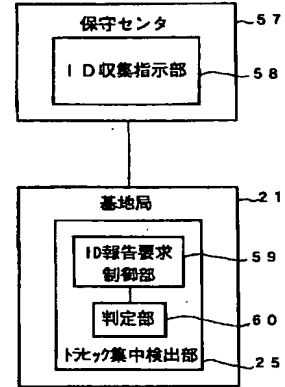 保守センタ
57
ID収集指示部
58
基地局
21
ID報告要求
制御部
59
判定部
60
トラヒック集中検出部
25